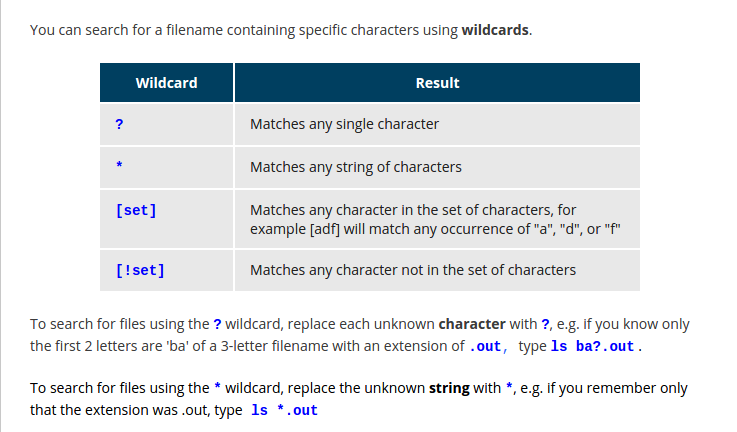 You can search for a filename containing specific characters using wildcards.
Wildcard Result
? Matches any single character
* Matches any string of characters
[set] Matches any character in the set of characters, for
example [adf] will match any occurrence of "a", "d", or "f"
[!set] Matches any character not in the set of characters
To search for files using the ? wildcard, replace each unknown character with ?, e.g. if you know only
the first 2 letters are 'ba' of a 3-letter filename with an extension of .out, type ls ba?.out .
To search for files using the * wildcard, replace the unknown string with *, e.g. if you remember only
that the extension was .out, type ls *.out